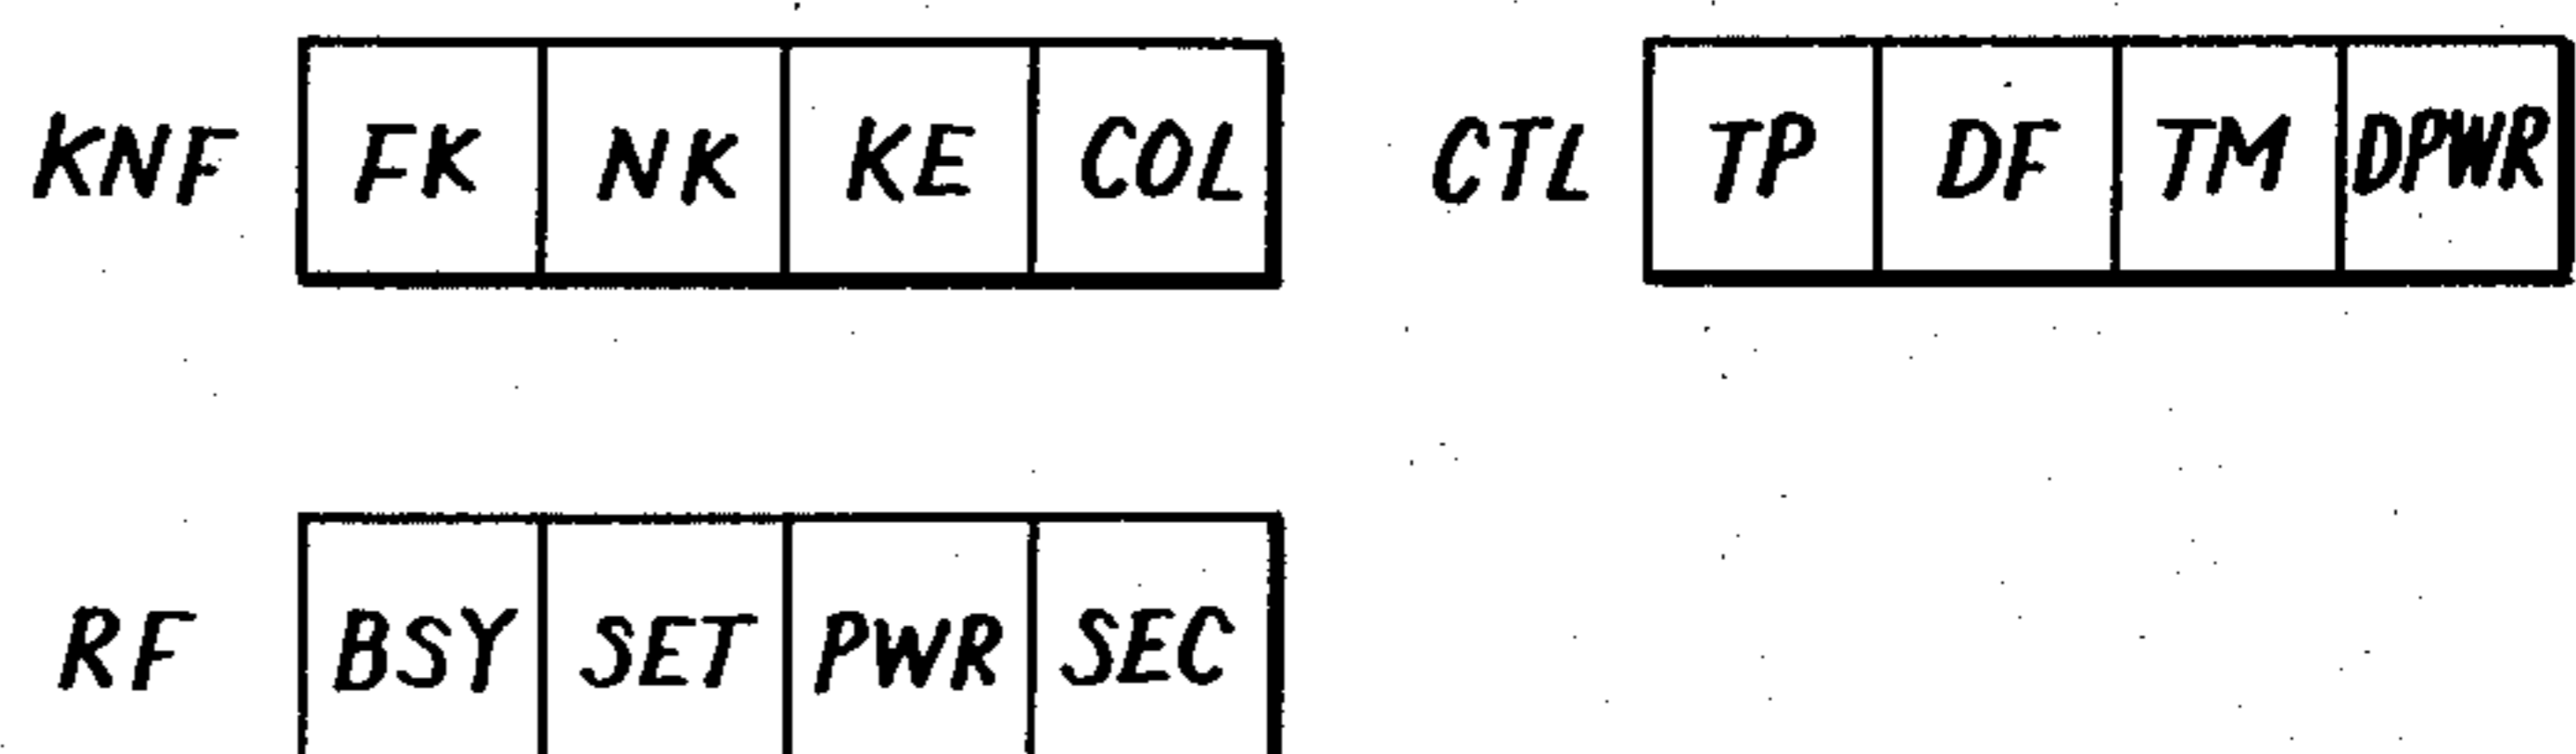 KNF FK NK KE COL CTL TP DF TM DPWR
RF BSY SET PWR SEC